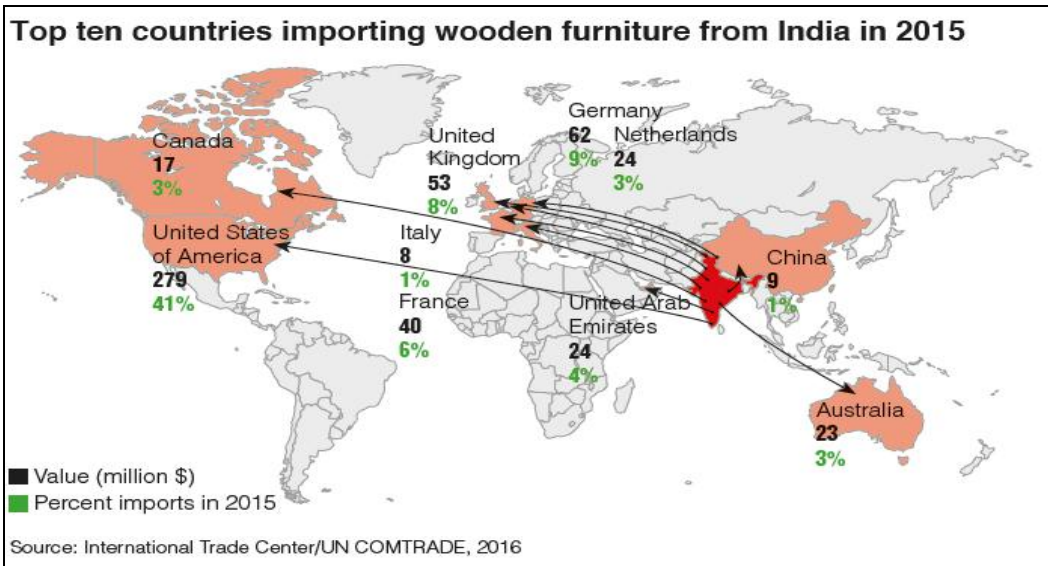 Top ten countries importing wooden furniture from India in 2015
Canada
17
3%
United States
of America
279
41%
United
Kingdom
53
8%
Italy
8
1%
France
40
6%
Germany
62
9%
Netherlands
24
3%
United Arab
Emirates
24
4%
China
9
1%
Australia
23
3%
Value (million $)
Percent imports in 2015
Source: International Trade Center/UN COMTRADE, 2016